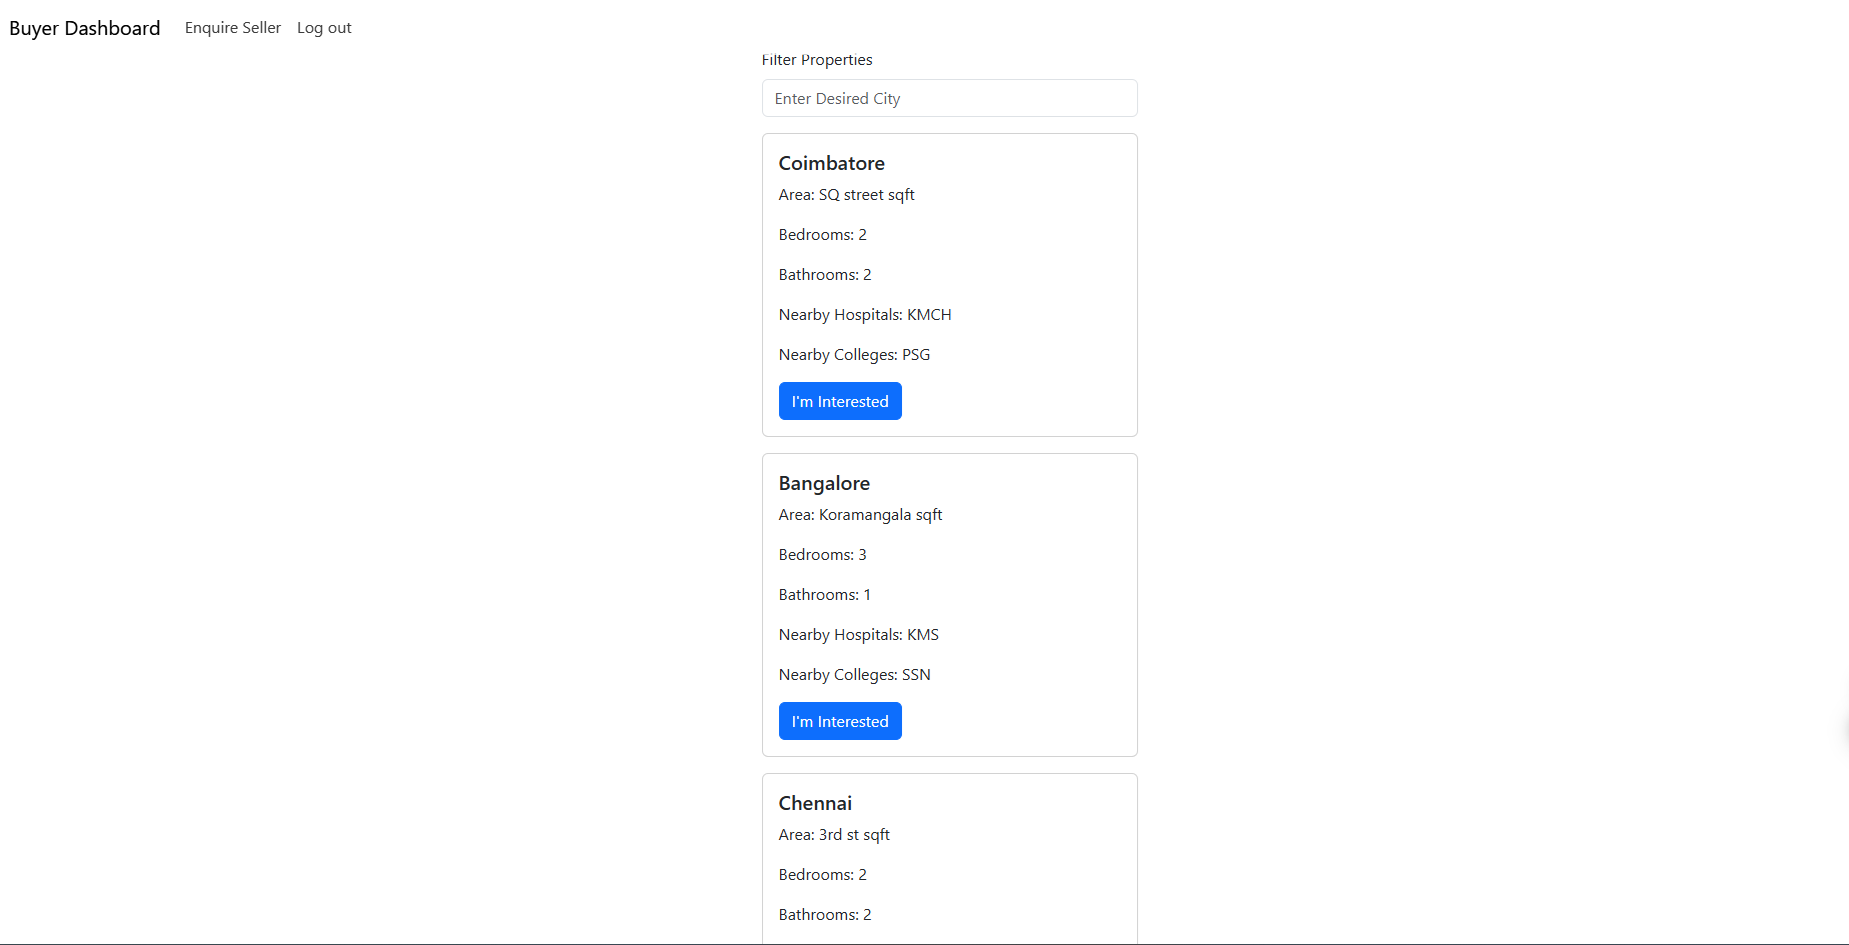 Buyer Dashboard Enquire Seller Log out
Filter Properties
Enter Desired City
Coimbatore
Area: SQ street sqft
Bedrooms: 2
Bathrooms: 2
Nearby Hospitals: KMCH
Nearby Colleges: PSG
I'm Interested
Bangalore
Area: Koramangala sqft
Bedrooms: 3
Bathrooms: 1
Nearby Hospitals: KMS
Nearby Colleges: SSN
I'm Interested
Chennai
Area: 3rd st sqft
Bedrooms: 2
Bathrooms: 2